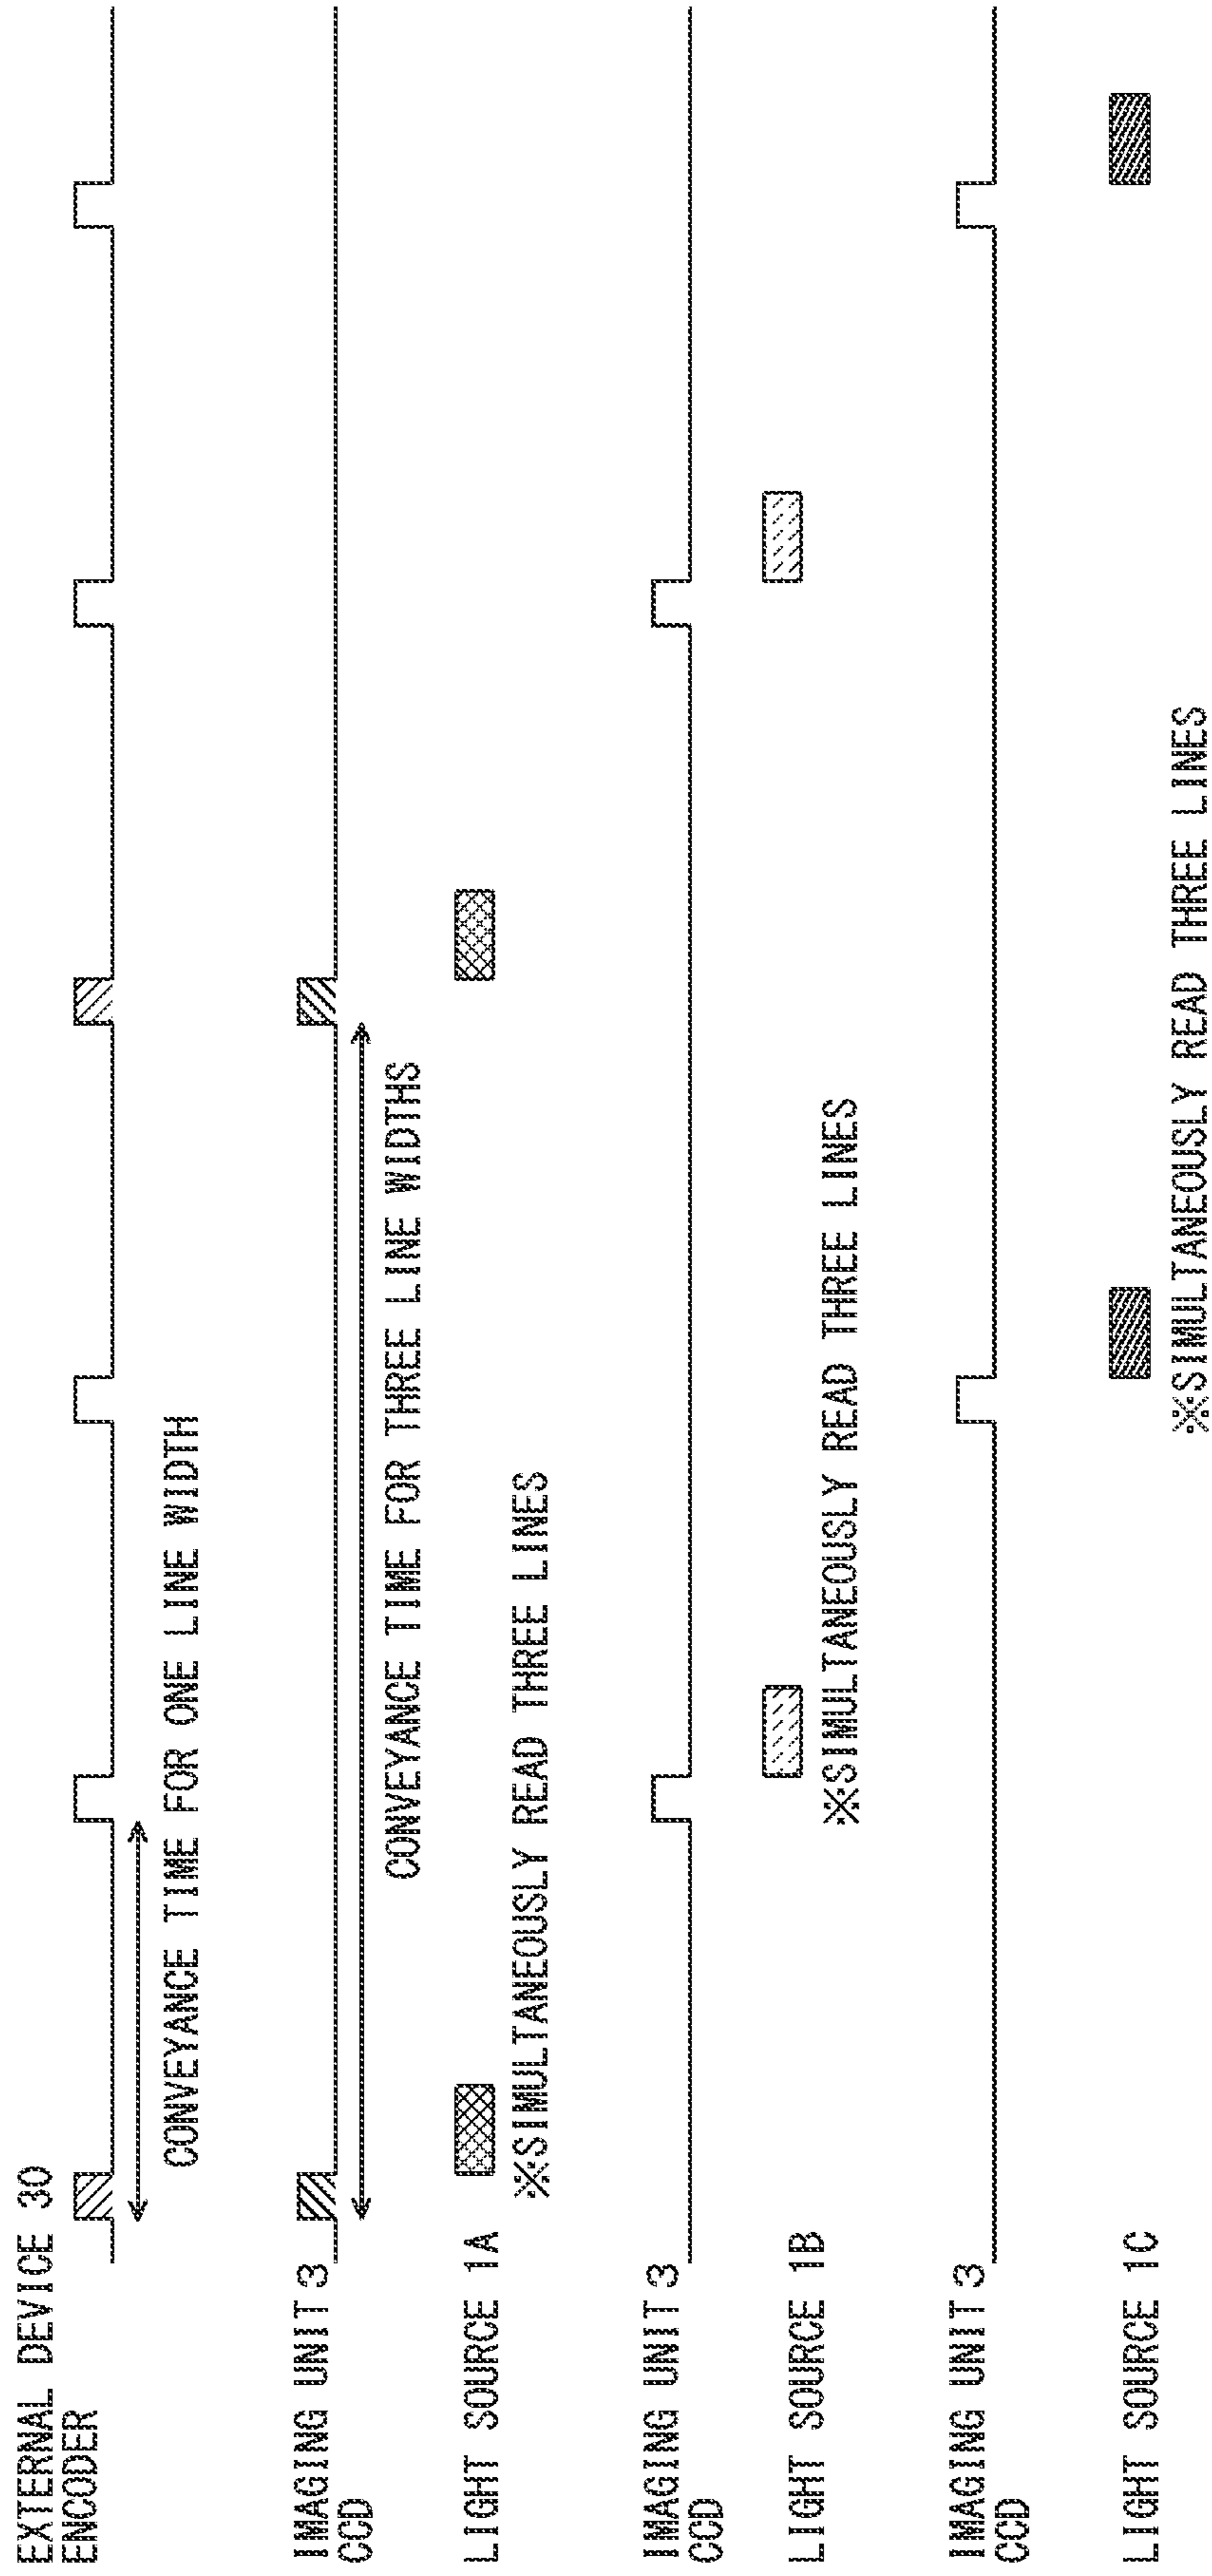 EXTERNAL DEVICE 30
ENCODER
CONVEYANCE TIME FOR ONE LINE WIDTH
IMAGING UNIT 3
CCD
CONVEYANCE TIME FOR THREE LINE WIDTHS
LIGHT SOURCE 1A
※SIMULTANEOUSLY READ THREE LINES
IMAGING UNIT 3
CCD
LIGHT SOURCE 1B
※SIMULTANEOUSLY READ THREE LINES
IMAGING UNIT 3
CCD
LIGHT SOURCE 1C
※SIMULTANEOUSLY READ THREE LINES